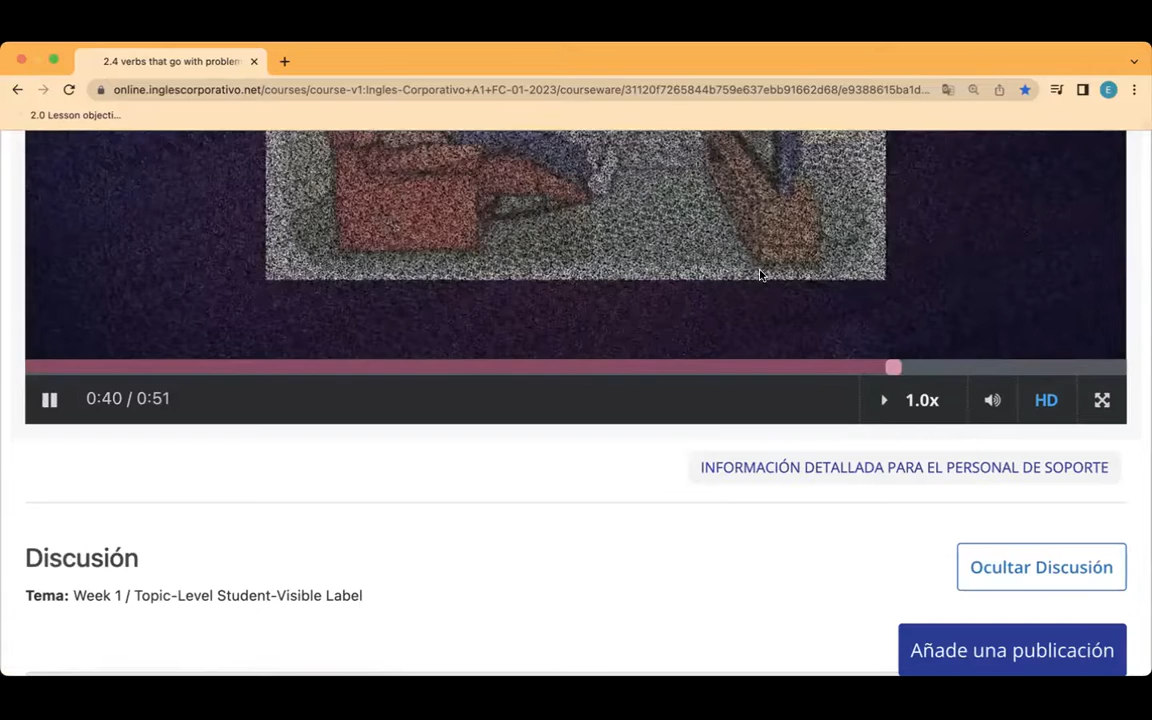 2.4 verbs that go with problem
online.inglescorporativo.net/courses/course-v1:Ingles-Corporativo+A1+FC-01-2023/courseware/31120f7265844b759e637ebb91662d68/e9388615ba1d...
E
2.0 Lesson objecti...
0:40 / 0:51
1.0x
HD
INFORMACIÓN DETALLADA PARA EL PERSONAL DE SOPORTE
Discusión
Ocultar Discusión
Tema: Week 1 / Topic-Level Student-Visible Label
Añade una publicación